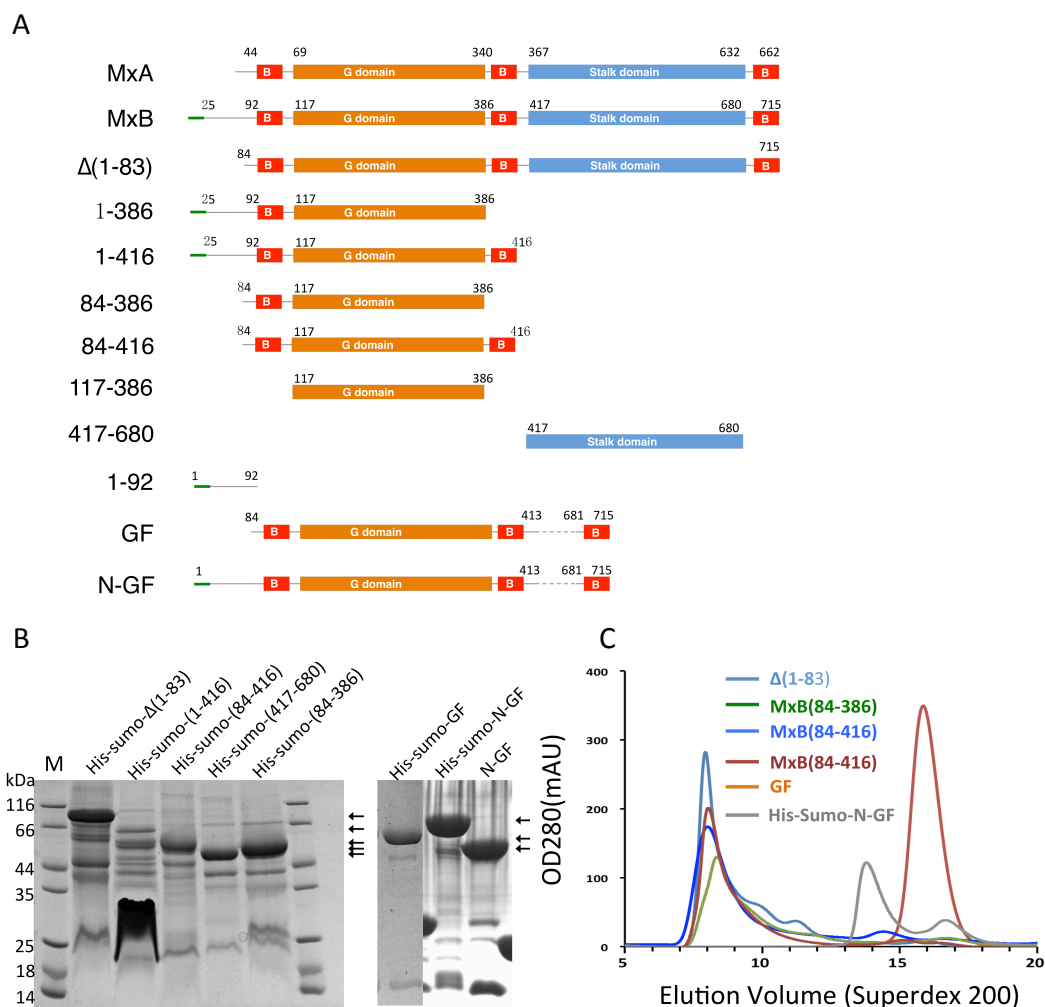 A
44 69 340 367 632 662
MxA B G domain B Stalk domain B
25 92 117 386 417 680 715
MxB B G domain B Stalk domain B
84 715
Δ(1-83) B G domain B Stalk domain B
25 92 117 386
1-386 B G domain
25 92 117 416
1-416 B G domain B
84 117 386
84-386 B G domain
84 117 416
84-416 B G domain B
117 386
117-386 G domain
417 680
417-680 Stalk domain
1 92
1-92
84 413 681 715
GF B G domain B B
1 413 681 715
N-GF B G domain B B
B
kDa M His-sumo-Δ(1-83) His-sumo-(1-416) His-sumo-(84-416) His-sumo-(417-680) His-sumo-(84-386) His-sumo-GF His-sumo-N-GF N-GF
116
66
44
35
25
18
14
C
OD280(mAU)
400
300
200
100
0
Δ(1-83)
MxB(84-386)
MxB(84-416)
MxB(84-416)
GF
His-Sumo-N-GF
5 10 15 20
Elution Volume (Superdex 200)